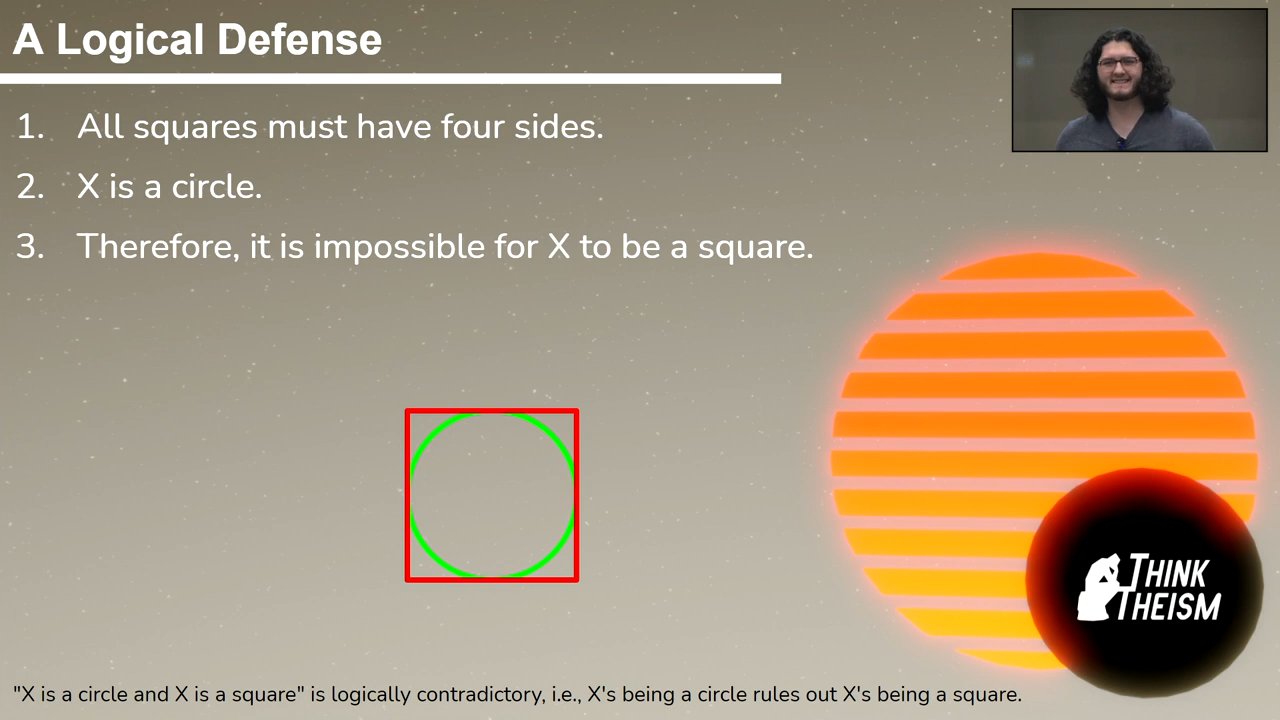 A Logical Defense
1. All squares must have four sides.
2. X is a circle.
3. Therefore, it is impossible for X to be a square.
THINK
THEISM
"X is a circle and X is a square" is logically contradictory, i.e., X's being a circle rules out X's being a square.